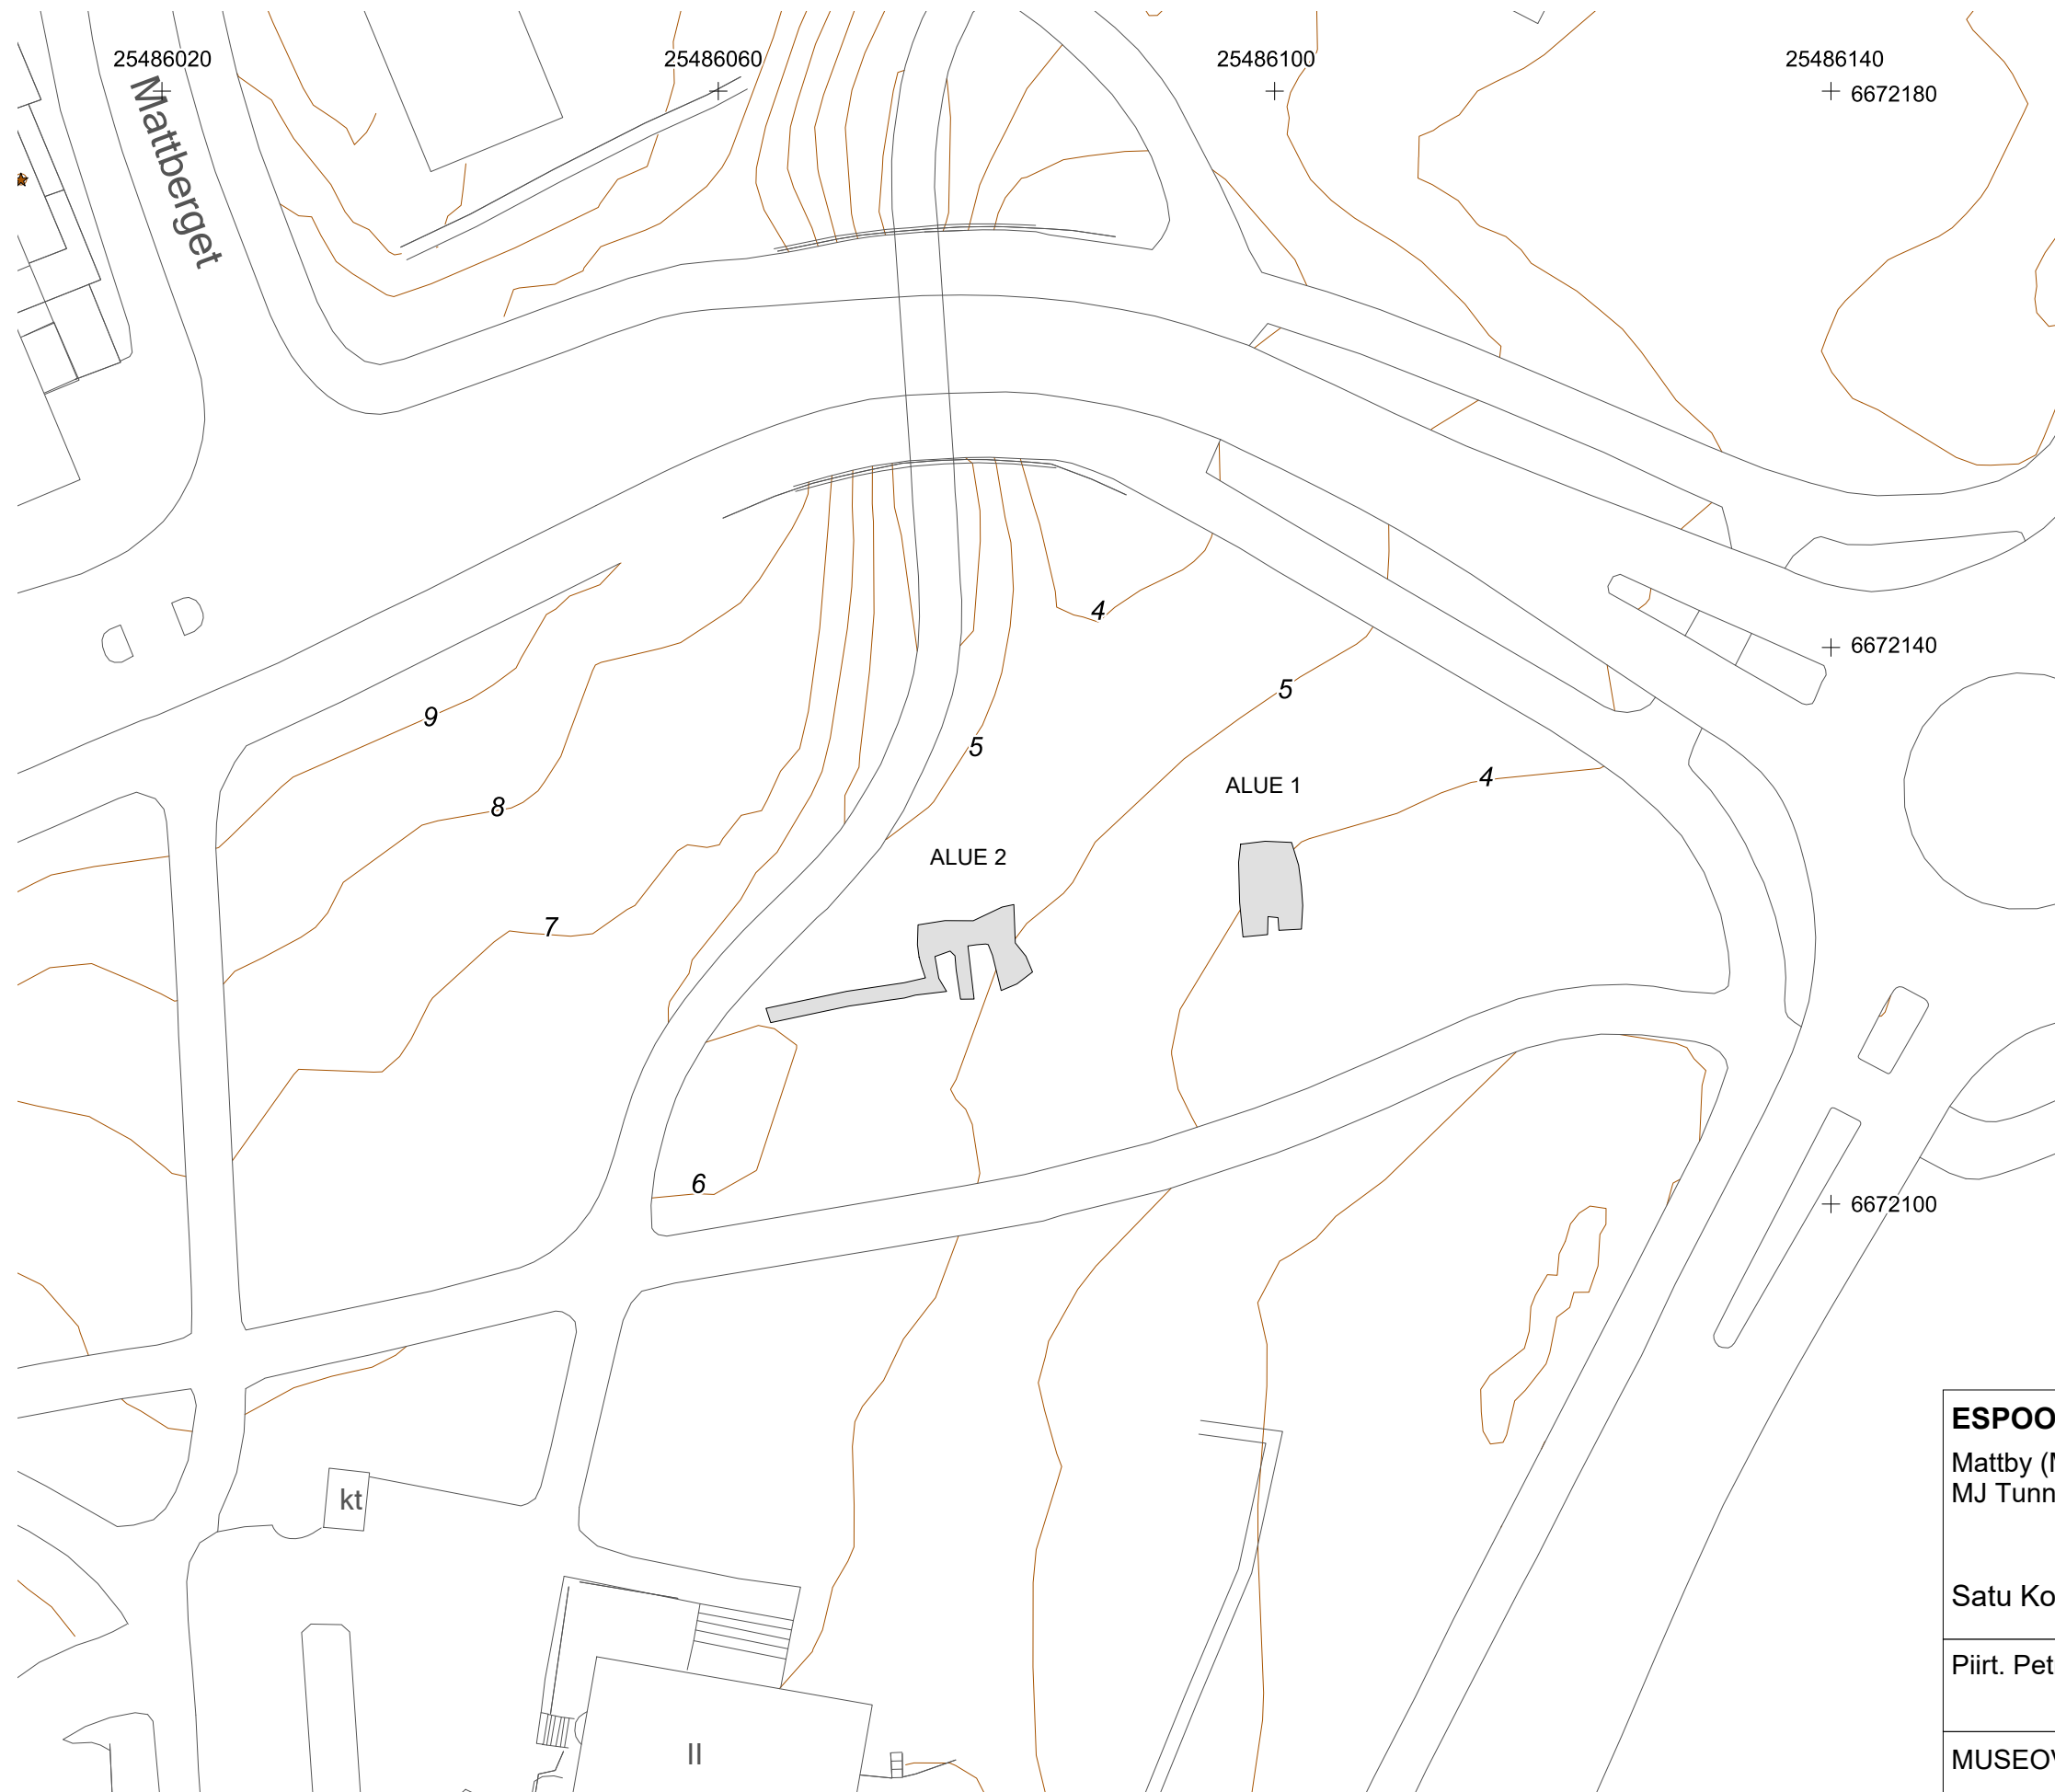 25486020
25486060
25486100
25486140
6672180
Mattberget
4
6672140
5
9
5
4
ALUE 1
8
ALUE 2
7
6
6672100
ESPOO
Mattby (
MJ Tunn
kt
Satu Ko
Piirt. Pet
II
MUSEOV